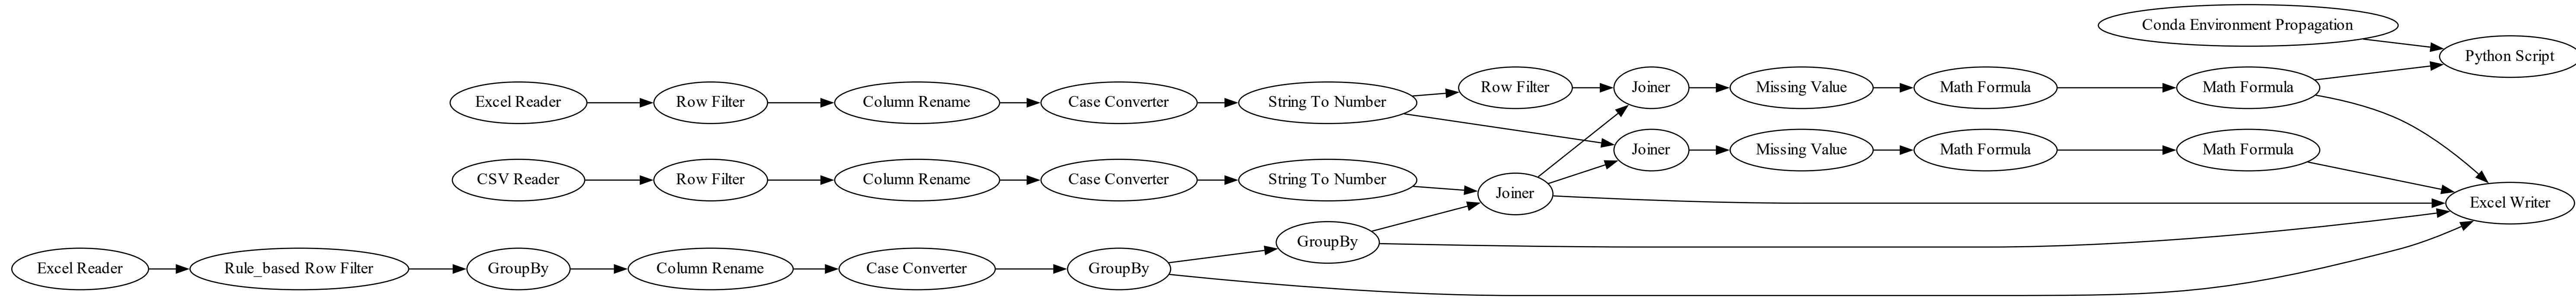 Conda Environment Propagation
Python Script
Excel Reader
Row Filter
Column Rename
Case Converter
String To Number
Row Filter
Joiner
Missing Value
Math Formula
Math Formula
Joiner
Missing Value
Math Formula
Math Formula
CSV Reader
Row Filter
Column Rename
Case Converter
String To Number
Joiner
Excel Writer
GroupBy
Excel Reader
Rule_based Row Filter
GroupBy
Column Rename
Case Converter
GroupBy